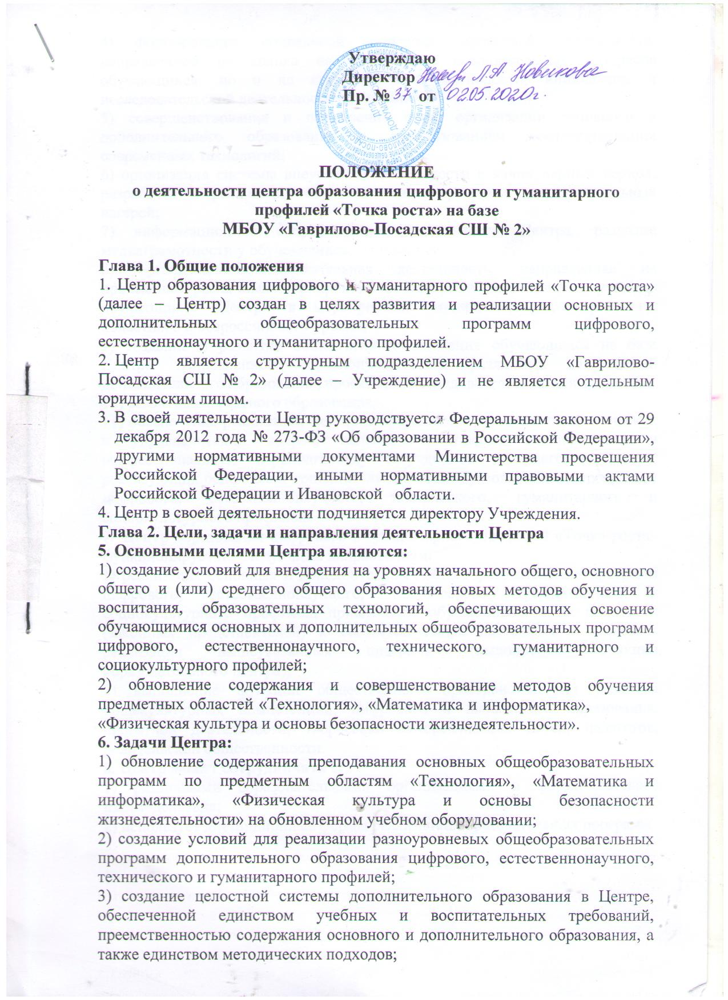 Утверждаю
Директор Л.А. Новикова
Пр. № 37 от 02.05.2020г.
ПОЛОЖЕНИЕ
о деятельности центра образования цифрового и гуманитарного
профилей «Точка роста» на базе
МБОУ «Гаврилово-Посадская СШ № 2»
Глава 1. Общие положения
1. Центр образования цифрового и гуманитарного профилей «Точка роста»
(далее – Центр) создан в целях развития и реализации основных и
дополнительных общеобразовательных программ цифрового,
естественнонаучного и гуманитарного профилей.
2. Центр является структурным подразделением МБОУ «Гаврилово-
Посадская СШ № 2» (далее – Учреждение) и не является отдельным
юридическим лицом.
3. В своей деятельности Центр руководствуется Федеральным законом от 29
декабря 2012 года № 273-ФЗ «Об образовании в Российской Федерации»,
другими нормативными документами Министерства просвещения
Российской Федерации, иными нормативными правовыми актами
Российской Федерации и Ивановской области.
4. Центр в своей деятельности подчиняется директору Учреждения.
Глава 2. Цели, задачи и направления деятельности Центра
5. Основными целями Центра являются:
1) создание условий для внедрения на уровнях начального общего, основного
общего и (или) среднего общего образования новых методов обучения и
воспитания, образовательных технологий, обеспечивающих освоение
обучающимися основных и дополнительных общеобразовательных программ
цифрового, естественнонаучного, технического, гуманитарного и
социокультурного профилей;
2) обновление содержания и совершенствование методов обучения
предметных областей «Технология», «Математика и информатика»,
«Физическая культура и основы безопасности жизнедеятельности».
6. Задачи Центра:
1) обновление содержания преподавания основных общеобразовательных
программ по предметным областям «Технология», «Математика и
информатика», «Физическая культура и основы безопасности
жизнедеятельности» на обновленном учебном оборудовании;
2) создание условий для реализации разноуровневых общеобразовательных
программ дополнительного образования цифрового, естественнонаучного,
технического и гуманитарного профилей;
3) создание целостной системы дополнительного образования в Центре,
обеспеченной единством учебных и воспитательных требований,
преемственностью содержания основного и дополнительного образования, а
также единством методических подходов;